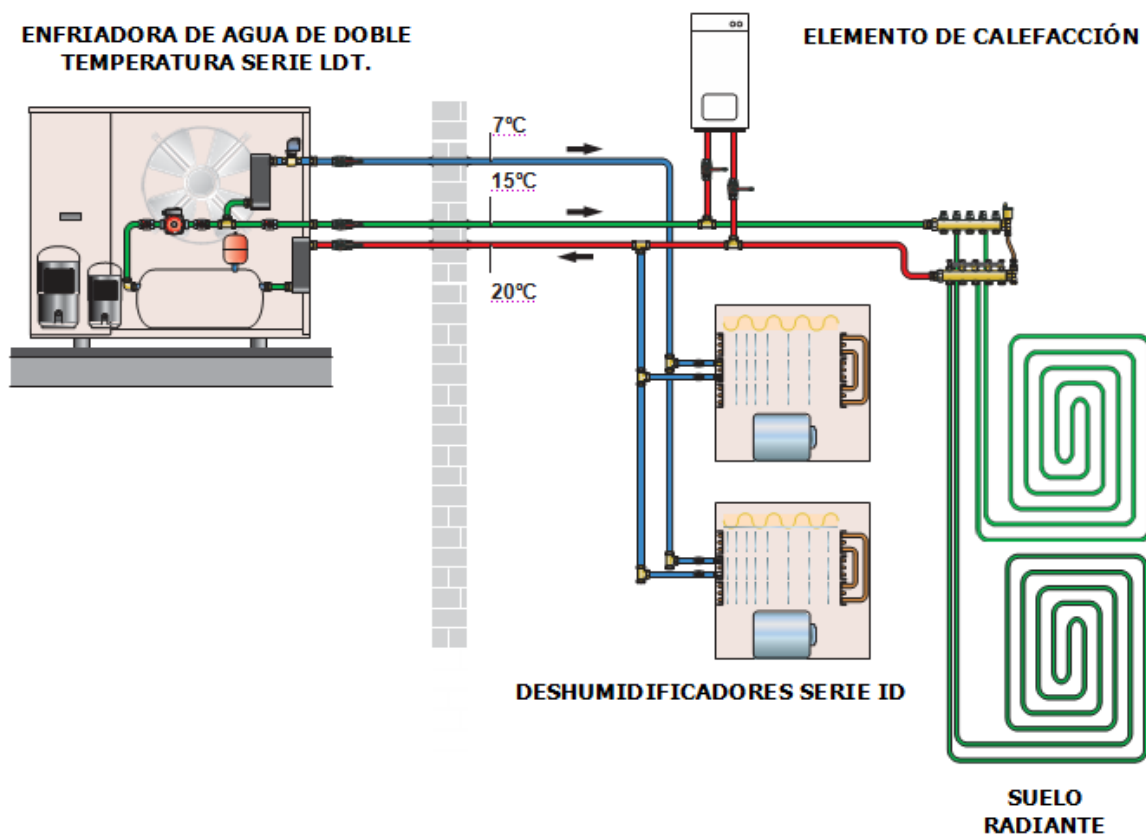 ENFRIADORA DE AGUA DE DOBLE
TEMPERATURA SERIE LDT.
ELEMENTO DE CALEFACCIÓN
7ºC
15ºC
20ºC
DESHUMIDIFICADORES SERIE ID
SUELO
RADIANTE